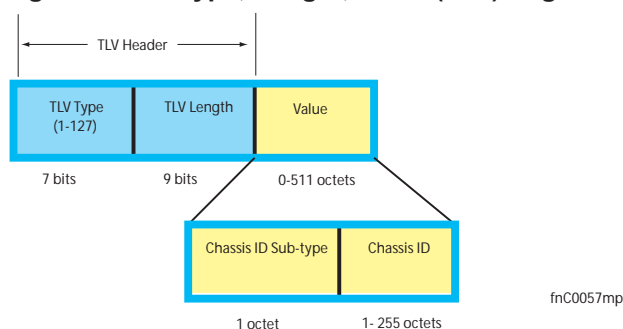 TLV Header
TLV Type TLV Length Value
(1-127)
7 bits 9 bits 0-511 octets
Chassis ID Sub-type Chassis ID
fnC0057mp
1 octet 1- 255 octets